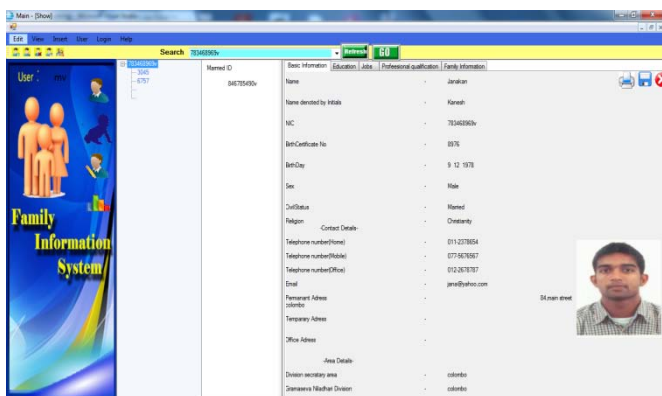 Main - [Show]
Edit View Insert User Login Help
Search 783468969v Refresh GO
User : mv
Family
Information
System
783468969v
3045
6757
Married ID
846785490v
Basic Information Education Jobs Professional qualification Family Information
Name - Janakan
Name denoted by Initials - Kanesh
NIC - 783468969v
BirthCertificate No - 8976
BirthDay - 9 12 1978
Sex - Male
CivilStatus - Married
Religion - Christianity
-Contact Details-
Telephone number(Home) - 011-2378654
Telephone number(Mobile) - 077-5676567
Telephone number(Office) - 012-2678787
Email - jana@yahoo.com
Permanant Adress - 84,main street
colombo
Temparary Adress -
Office Adress -
-Area Details-
Division secratary area - colombo
Gramaseva Niladhari Division - colombo